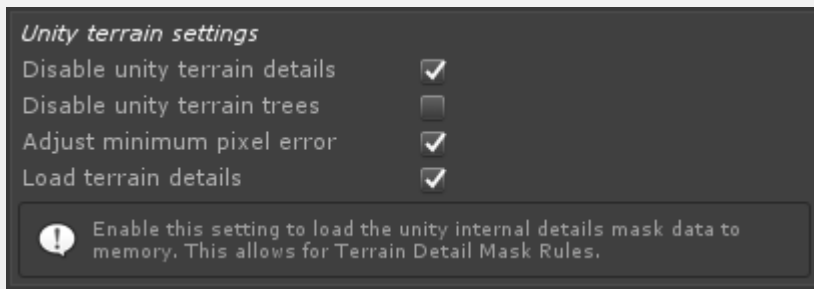 Unity terrain settings
Disable unity terrain details
Disable unity terrain trees
Adjust minimum pixel error
Load terrain details
Enable this setting to load the unity internal details mask data to
memory. This allows for Terrain Detail Mask Rules.